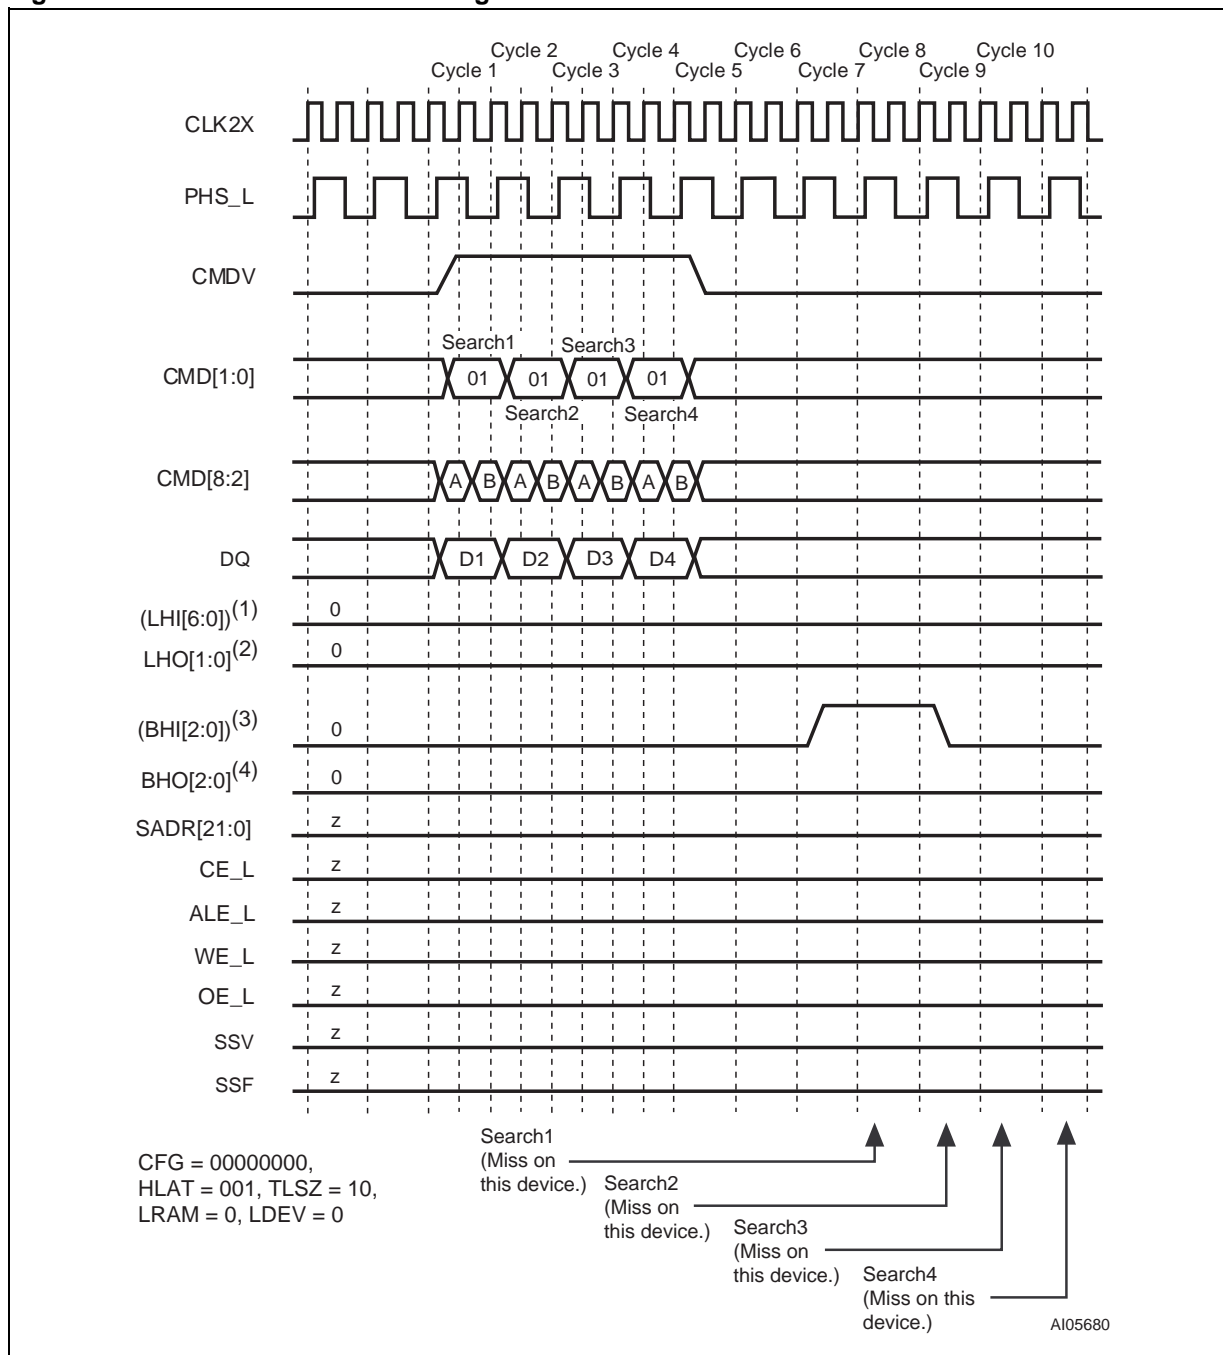 Cycle 2 Cycle 4 Cycle 6 Cycle 8 Cycle 10
Cycle 1 Cycle 3 Cycle 5 Cycle 7 Cycle 9
CLK2X
PHS_L
CMDV
Search1 Search3
CMD[1:0] 01 01 01 01
Search2 Search4
CMD[8:2] A B A B A B A B
DQ D1 D2 D3 D4
(LHI[6:0])(1) 0
LHO[1:0](2) 0
(BHI[2:0])(3) 0
BHO[2:0](4) 0
SADR[21:0] z
CE_L z
ALE_L z
WE_L z
OE_L z
SSV z
SSF z
CFG = 00000000,
HLAT = 001, TLSZ = 10,
LRAM = 0, LDEV = 0
Search1
(Miss on
this device.)
Search2
(Miss on
this device.)
Search3
(Miss on
this device.)
Search4
(Miss on this
device.)
AI05680